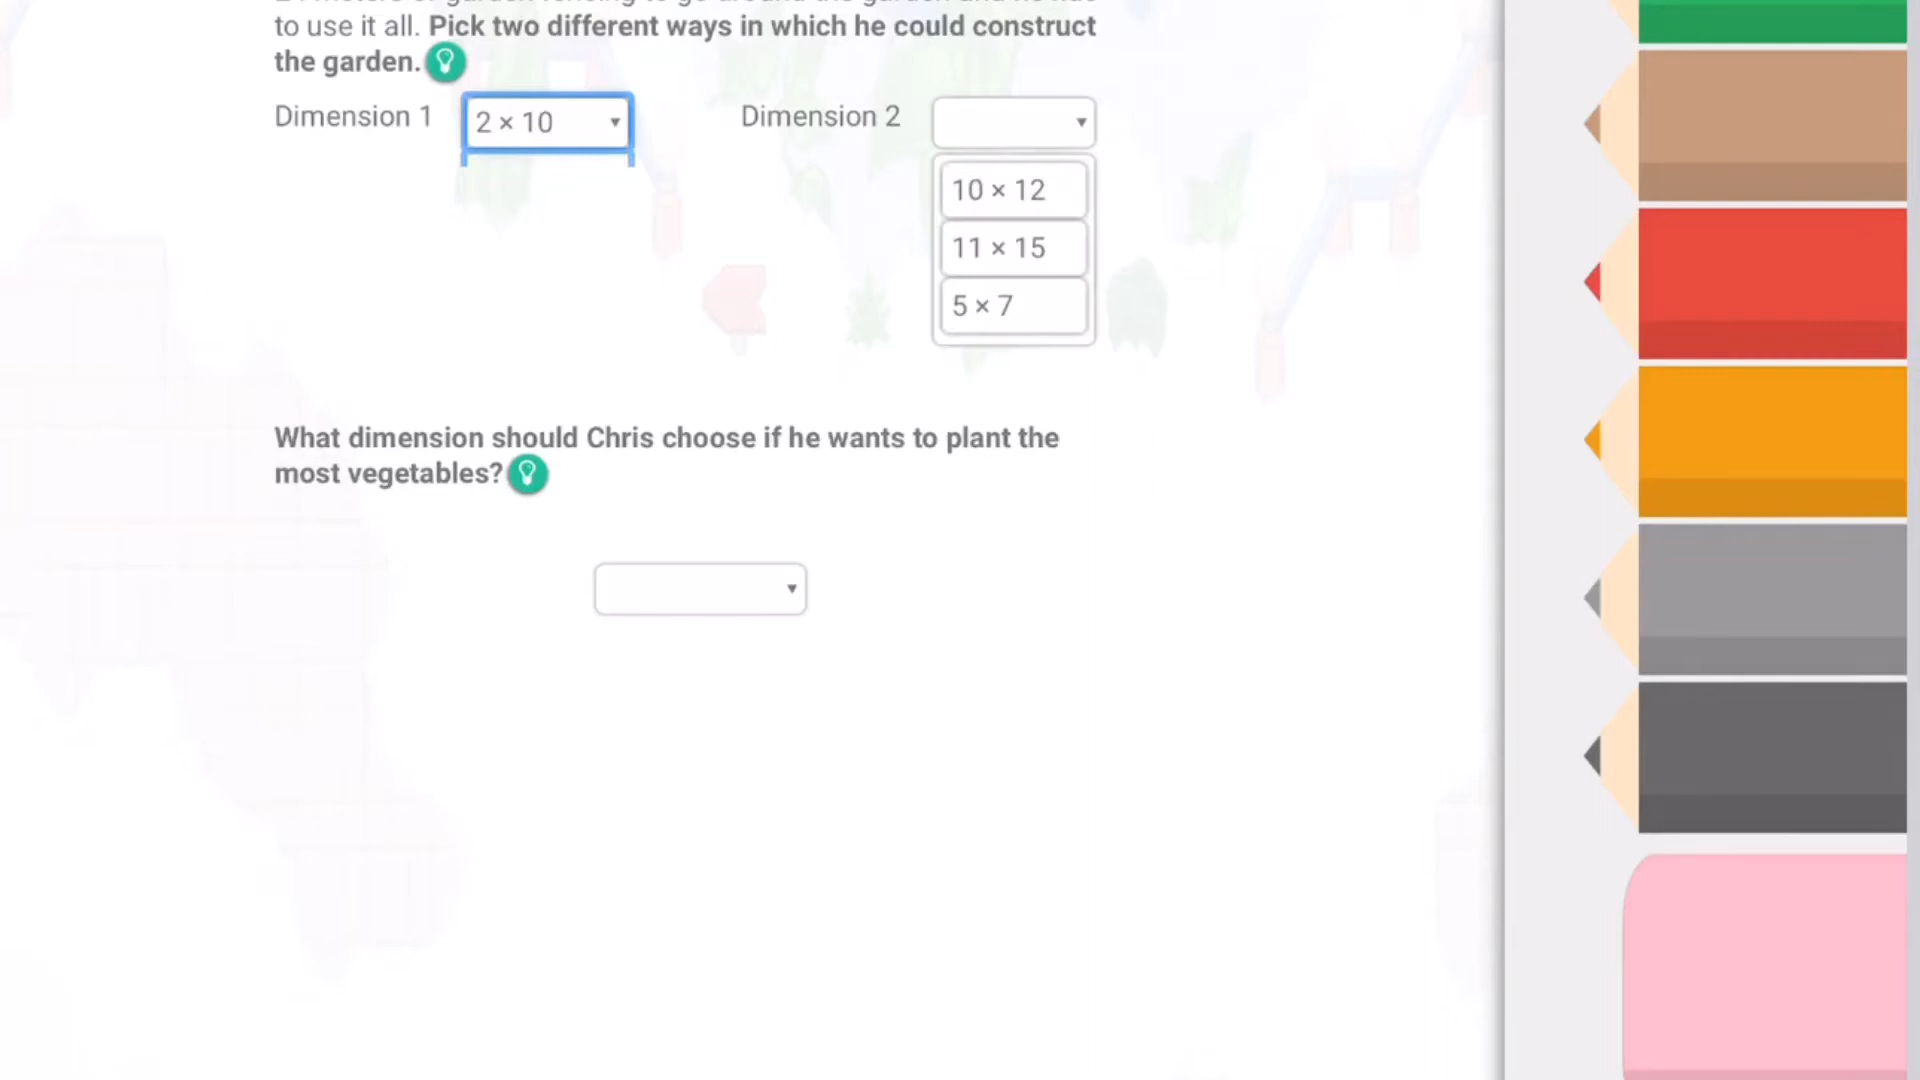 to use it all. Pick two different ways in which he could construct
the garden.
Dimension 1 2 × 10 Dimension 2
10 × 12
11 × 15
5 × 7
What dimension should Chris choose if he wants to plant the
most vegetables?